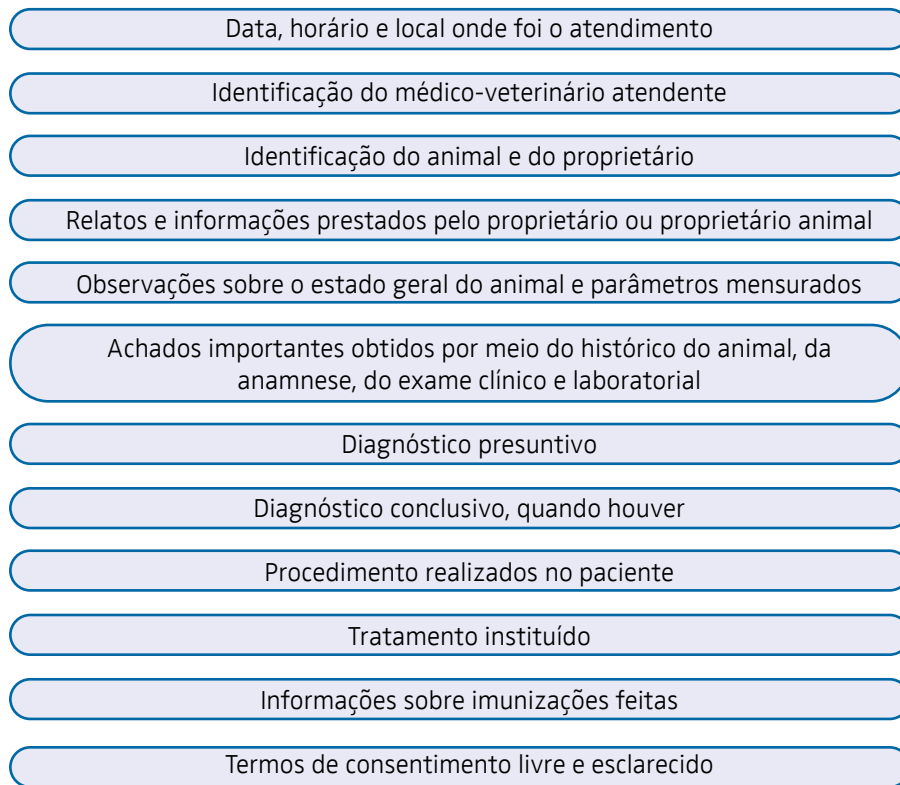 Data, horário e local onde foi o atendimento
Identificação do médico-veterinário atendente
Identificação do animal e do proprietário
Relatos e informações prestados pelo proprietário ou proprietário animal
Observações sobre o estado geral do animal e parâmetros mensurados
Achados importantes obtidos por meio do histórico do animal, da
anamnese, do exame clínico e laboratorial
Diagnóstico presuntivo
Diagnóstico conclusivo, quando houver
Procedimento realizados no paciente
Tratamento instituído
Informações sobre imunizações feitas
Termos de consentimento livre e esclarecido